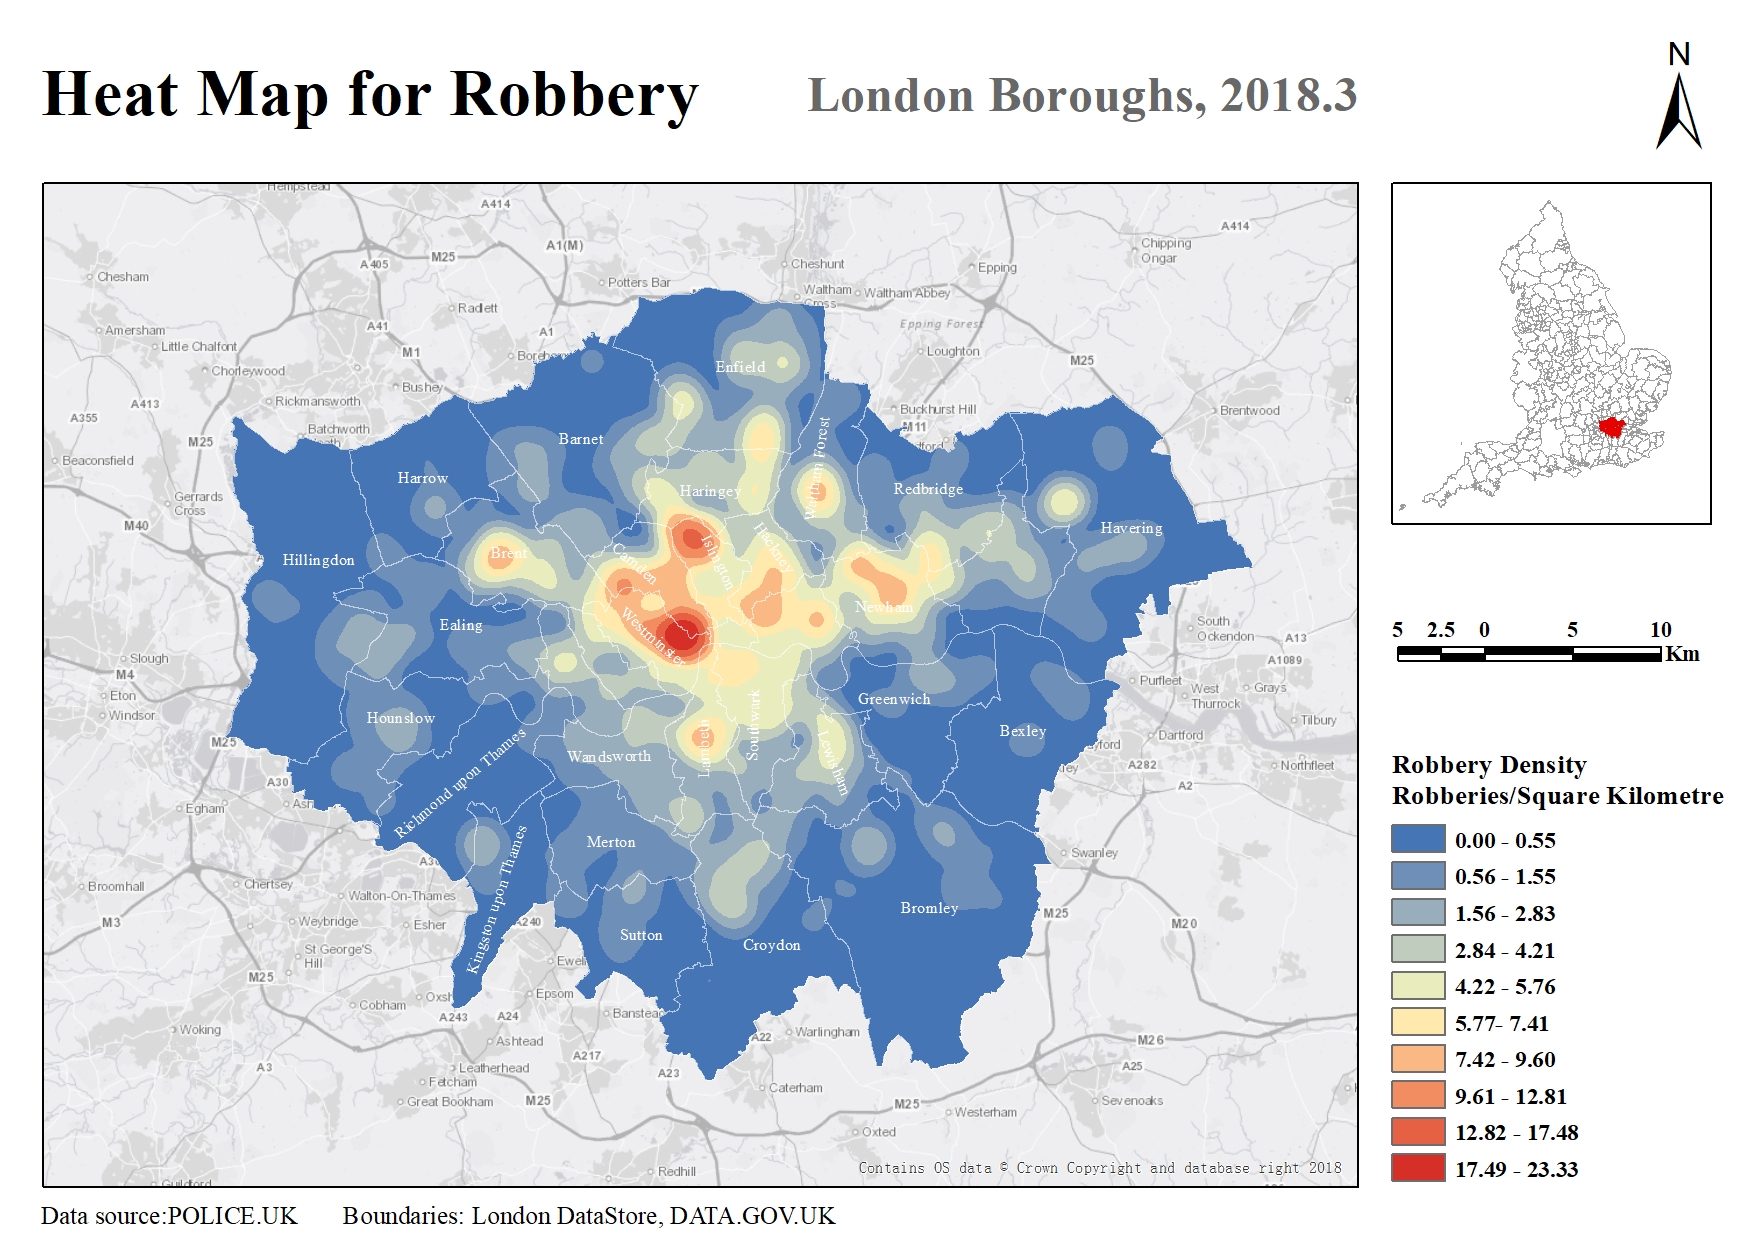 Heat Map for Robbery
London Boroughs, 2018.3
N
Hempstead
A414
A1(M)
M25
A405
Chesham
Potters Bar
Cheshunt
Epping
Chipping
Ongar
A414
Radlett
Waltham
Cross
Waltham Abbey
Amersham
Little Chalfont
A41
A1
Epping Forest
M1
Loughton
M25
Chorleywood
Bushey
Enfield
Rickmansworth
A413
A355
Buckhurst Hill
M11
Brentwood
Batchworth
M25
Barnet
Beaconsfield
Harrow
Waltham Forest
Haringey
Redbridge
Gerrards
Cross
M40
Havering
Hillingdon
Brent
Camden
Islington
Hackney
Newham
Ealing
Westminster
South
Ockendon
A13
Slough
M4
A1089
Eton
Windsor
Purfleet
West
Thurrock
Grays
Hounslow
Greenwich
Tilbury
M25
Richmond upon Thames
Wandsworth
Lambeth
Southwark
Lewisham
Bexley
Dartford
yford
A282
Northfleet
ley
A2
A30
Egham
Merton
Swanley
Broomhall
Chertsey
Walton-On-Thames
Kingston upon Thames
M3
Weybridge
Esher
A240
Bromley
M25
M20
St George'S
Hill
Sutton
Croydon
M25
Cobham
Epsom
Banstead
A243
A24
Woking
Warlingham
A22
M26
Ashtead
A217
A3
Leatherhead
A23
A25
Fetcham
Caterham
Great Bookham
M25
M25
Westerham
Sevenoaks
Oxted
Redhill
Guildford
Contains OS data © Crown Copyright and database right 2018
5 2.5 0 5 10
Km
Robbery Density
Robberies/Square Kilometre
0.00 - 0.55
0.56 - 1.55
1.56 - 2.83
2.84 - 4.21
4.22 - 5.76
5.77- 7.41
7.42 - 9.60
9.61 - 12.81
12.82 - 17.48
17.49 - 23.33
Data source:POLICE.UK Boundaries: London DataStore, DATA.GOV.UK